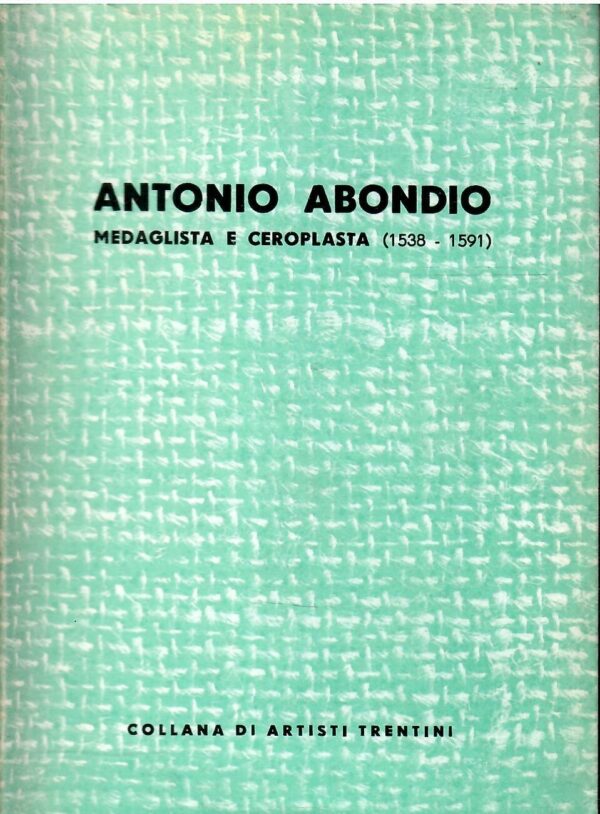 ANTONIO ABONDIO
MEDAGLISTA E CEROPLASTA (1538 - 1591)
COLLANA DI ARTISTI TRENTINI